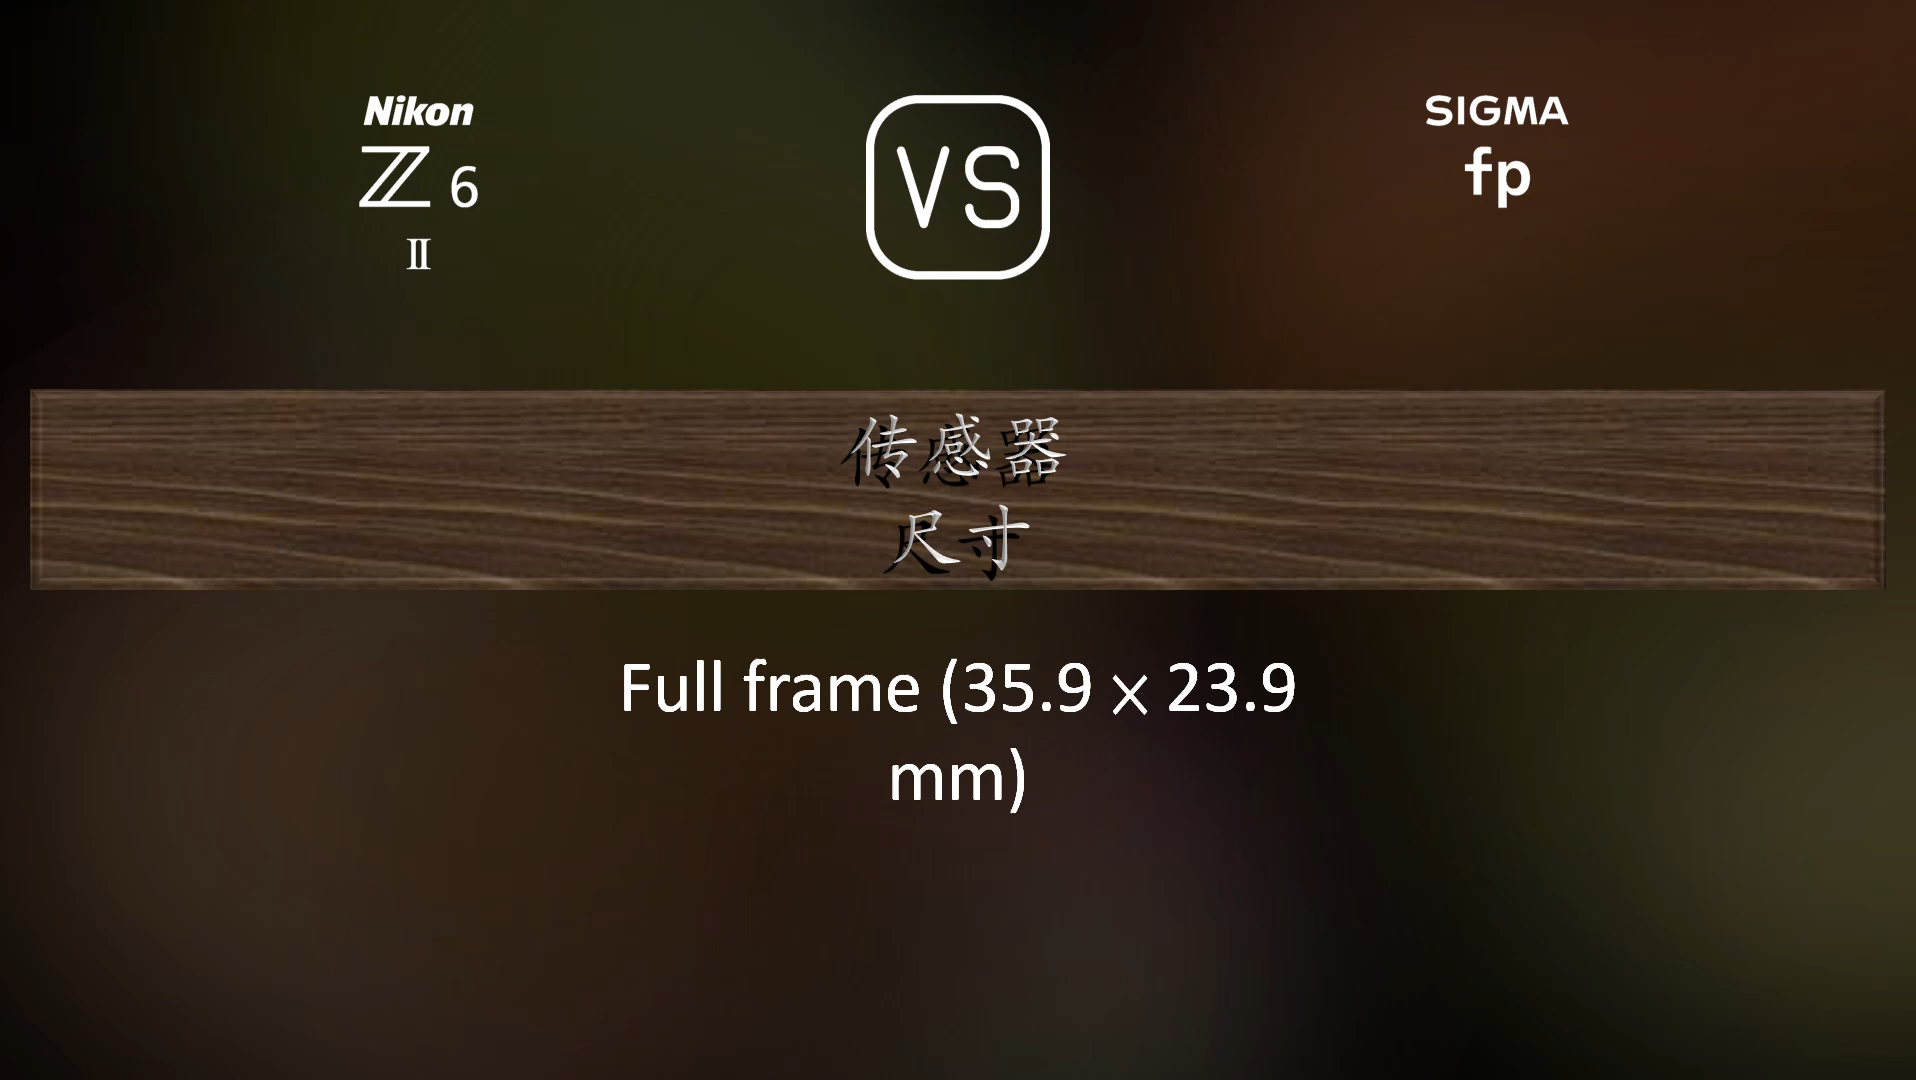 Nikon
Z 6
II
VS
SIGMA
fp
传感器
尺寸
Full frame (35.9 x 23.9
mm)